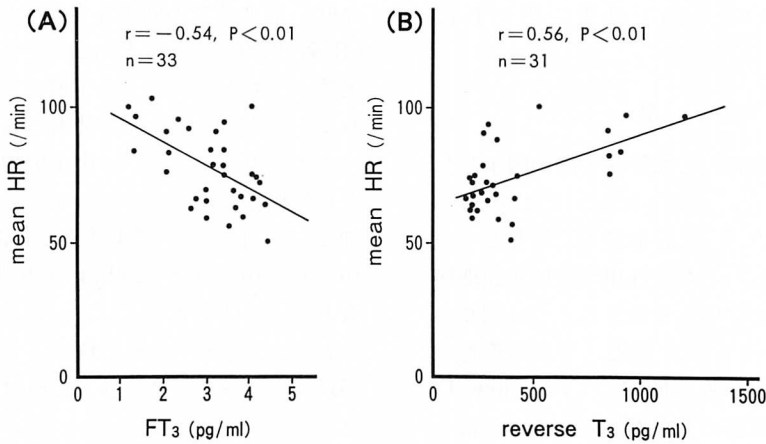 (A)
r=−0.54, P<0.01
n=33
100
50
0
mean HR (/min)
0 1 2 3 4 5
FT3 (pg/ml)
(B)
r=0.56, P<0.01
n=31
100
50
0
mean HR (/min)
0 500 1000 1500
reverse T3 (pg/ml)